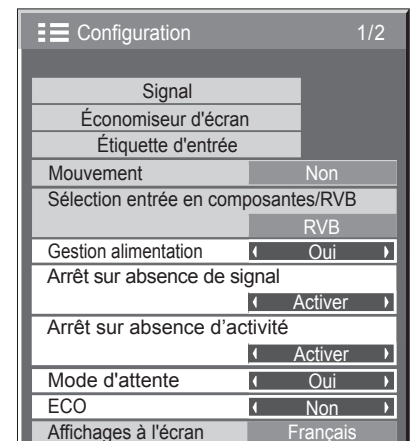 Configuration 1/2
Signal
Économiseur d'écran
Étiquette d'entrée
Mouvement Non
Sélection entrée en composantes/RVB
RVB
Gestion alimentation Oui
Arrêt sur absence de signal
Activer
Arrêt sur absence d'activité
Activer
Mode d'attente Oui
ECO Non
Affichages à l'écran Français